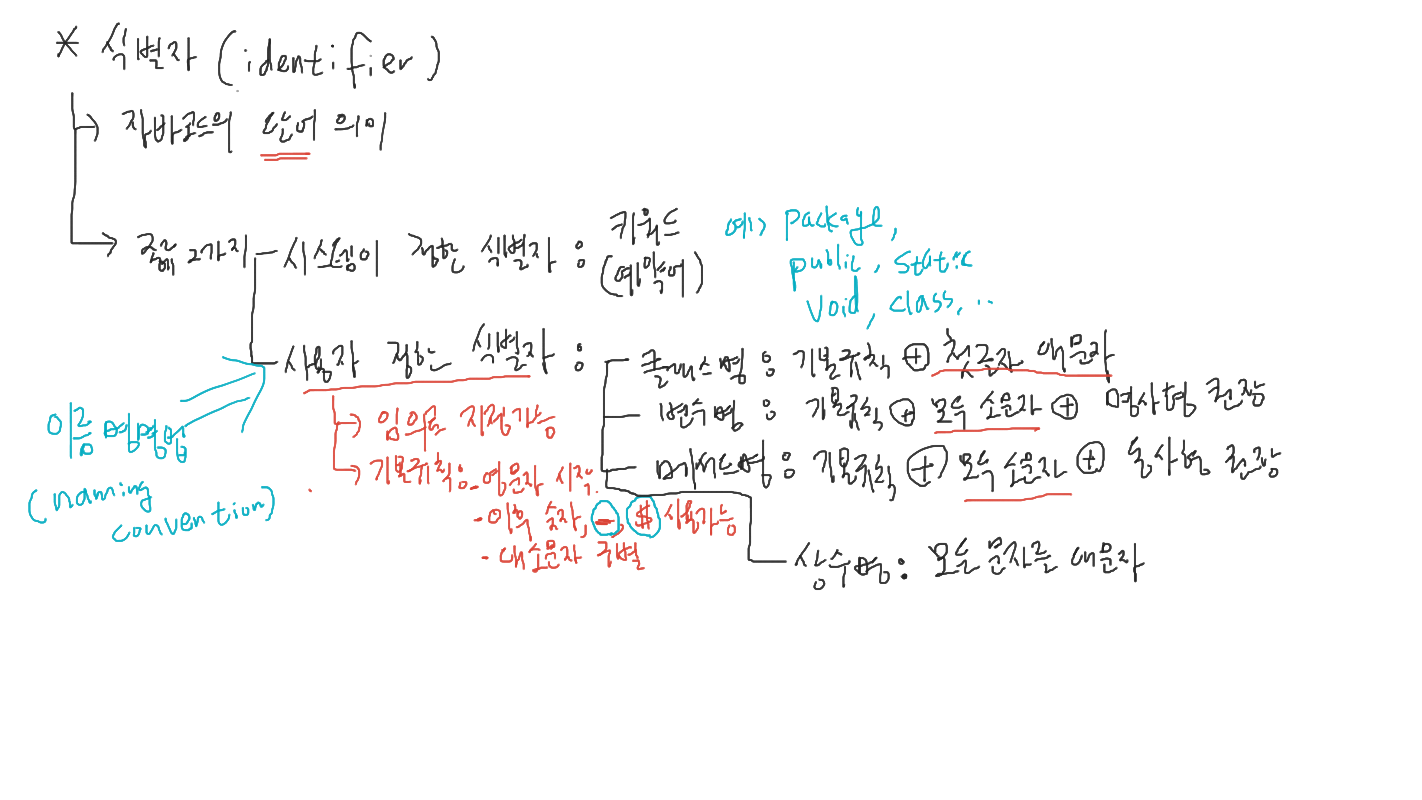 * 식별자 (identifier)
자바코드의 단어 의미
종류 2가지
시스템이 정한 식별자 : 키워드 (예약어)
예> package,
public, static
void, class, ..
사용자 정한 식별자 :
클래스명 : 기본규칙 + 첫글자 대문자
변수명 : 기본규칙 + 모두 소문자 + 명사형 권장
메서드명 : 기본규칙 + 모두 소문자 + 동사형 권장
상수명 : 모든 문자를 대문자
임의로 지정가능
기본규칙 : - 영문자 시작.
- 이후 숫자, _, $ 사용가능
- 대소문자 구별
이름 명명법
(naming
convention)